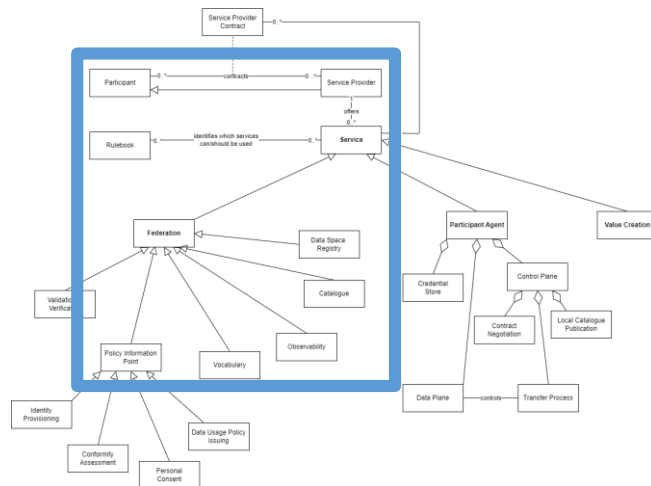 Service Provider
Contract
0..*
Participant
0..*
contracts
0..*
Service Provider
offers
0..*
Rulebook
0..*
identifies which services
can/should be used
0..*
Service
Federation
Participant Agent
Value Creation
Data Space
Registry
Credential
Store
Control Plane
Catalogue
Contract
Negotiation
Local Catalogue
Publication
Observability
Policy Information
Point
Vocabulary
Data Plane
controls
Transfer Process
Identity
Provisioning
Data Usage Policy
issuing
Conformity
Assessment
Personal
Consent